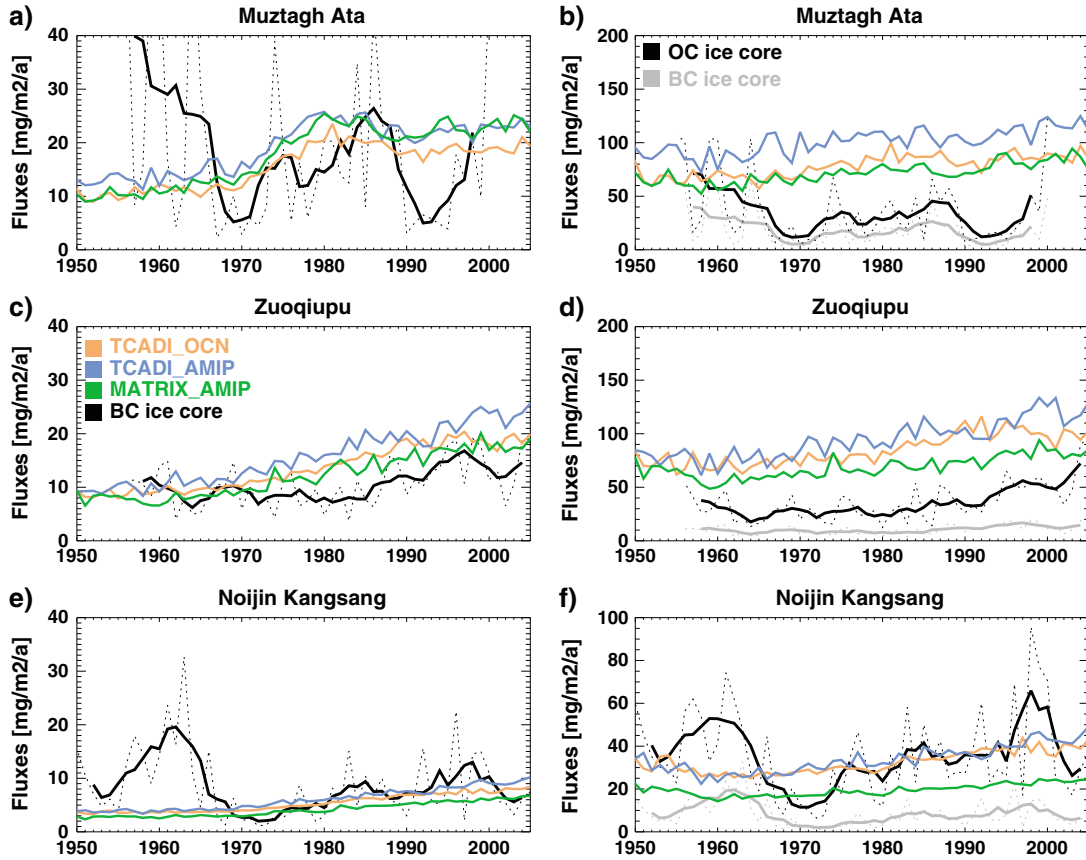 a) Muztagh Ata
Fluxes [mg/m2/a]
40
30
20
10
0
1950 1960 1970 1980 1990 2000
b) Muztagh Ata
Fluxes [mg/m2/a]
200
150
100
50
0
OC ice core
BC ice core
1950 1960 1970 1980 1990 2000
c) Zuoqiupu
Fluxes [mg/m2/a]
40
30
20
10
0
TCADI_OCN
TCADI_AMIP
MATRIX_AMIP
BC ice core
1950 1960 1970 1980 1990 2000
d) Zuoqiupu
Fluxes [mg/m2/a]
200
150
100
50
0
1950 1960 1970 1980 1990 2000
e) Noijin Kangsang
Fluxes [mg/m2/a]
40
30
20
10
0
1950 1960 1970 1980 1990 2000
f) Noijin Kangsang
Fluxes [mg/m2/a]
100
80
60
40
20
0
1950 1960 1970 1980 1990 2000